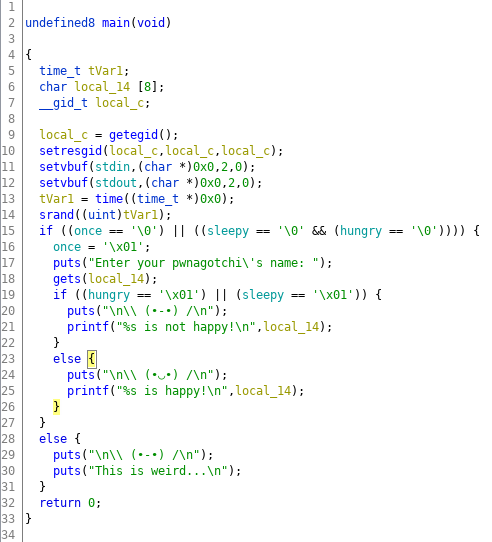 1
2 undefined8 main(void)
3
4 {
5 time_t tVar1;
6 char local_14 [8];
7 __gid_t local_c;
8
9 local_c = getegid();
10 setresgid(local_c,local_c,local_c);
11 setvbuf(stdin,(char *)0x0,2,0);
12 setvbuf(stdout,(char *)0x0,2,0);
13 tVar1 = time((time_t *)0x0);
14 srand((uint)tVar1);
15 if ((once == '\0') || ((sleepy == '\0' && (hungry == '\0')))) {
16 once = '\x01';
17 puts("Enter your pwnagotchi\'s name: ");
18 gets(local_14);
19 if ((hungry == '\x01') || (sleepy == '\x01')) {
20 puts("\n\\ (•-•) /\n");
21 printf("%s is not happy!\n",local_14);
22 }
23 else {
24 puts("\n\\ (•◡•) /\n");
25 printf("%s is happy!\n",local_14);
26 }
27 }
28 else {
29 puts("\n\\ (•-•) /\n");
30 puts("This is weird...\n");
31 }
32 return 0;
33 }
34